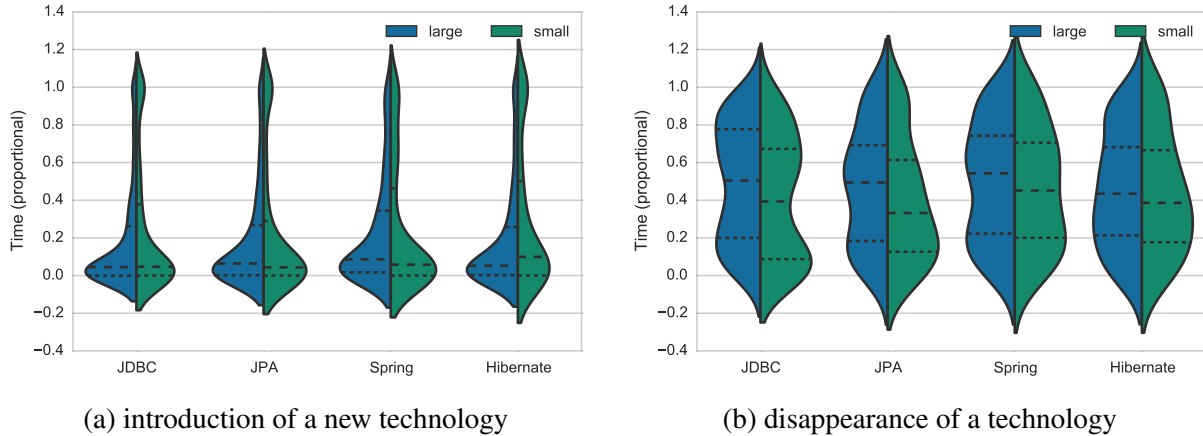 large small
Time (proportional)
1.4
1.2
1.0
0.8
0.6
0.4
0.2
0.0
−0.2
−0.4
JDBC JPA Spring Hibernate
(a) introduction of a new technology
large small
Time (proportional)
1.4
1.2
1.0
0.8
0.6
0.4
0.2
0.0
−0.2
−0.4
JDBC JPA Spring Hibernate
(b) disappearance of a technology